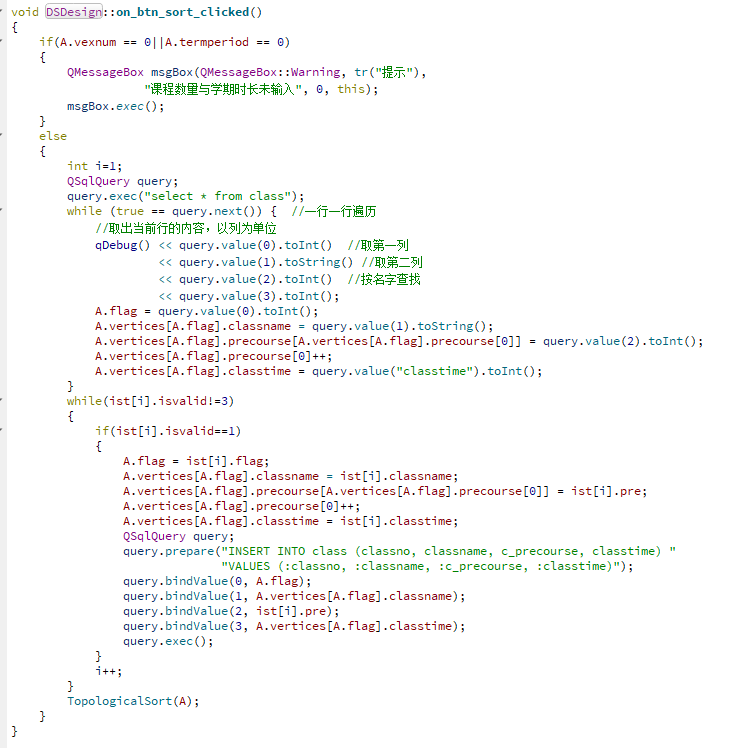 void DSDesign::on_btn_sort_clicked()
{
    if(A.vexnum == 0||A.termperiod == 0)
    {
        QMessageBox msgBox(QMessageBox::Warning, tr("提示"),
                   "课程数量与学期时长未输入", 0, this);
        msgBox.exec();
    }
    else
    {
        int i=1;
        QSqlQuery query;
        query.exec("select * from class");
        while (true == query.next()) {  //一行一行遍历
            //取出当前行的内容，以列为单位
            qDebug() << query.value(0).toInt()  //取第一列
                     << query.value(1).toString() //取第二列
                     << query.value(2).toInt()  //按名字查找
                     << query.value(3).toInt();
            A.flag = query.value(0).toInt();
            A.vertices[A.flag].classname = query.value(1).toString();
            A.vertices[A.flag].precourse[A.vertices[A.flag].precourse[0]] = query.value(2).toInt();
            A.vertices[A.flag].precourse[0]++;
            A.vertices[A.flag].classtime = query.value("classtime").toInt();
        }
        while(ist[i].isvalid!=3)
        {
            if(ist[i].isvalid==1)
            {
                A.flag = ist[i].flag;
                A.vertices[A.flag].classname = ist[i].classname;
                A.vertices[A.flag].precourse[A.vertices[A.flag].precourse[0]] = ist[i].pre;
                A.vertices[A.flag].precourse[0]++;
                A.vertices[A.flag].classtime = ist[i].classtime;
                QSqlQuery query;
                query.prepare("INSERT INTO class (classno, classname, c_precourse, classtime) "
                              "VALUES (:classno, :classname, :c_precourse, :classtime)");
                query.bindValue(0, A.flag);
                query.bindValue(1, A.vertices[A.flag].classname);
                query.bindValue(2, ist[i].pre);
                query.bindValue(3, A.vertices[A.flag].classtime);
                query.exec();
            }
            i++;
        }
        TopologicalSort(A);
    }
}